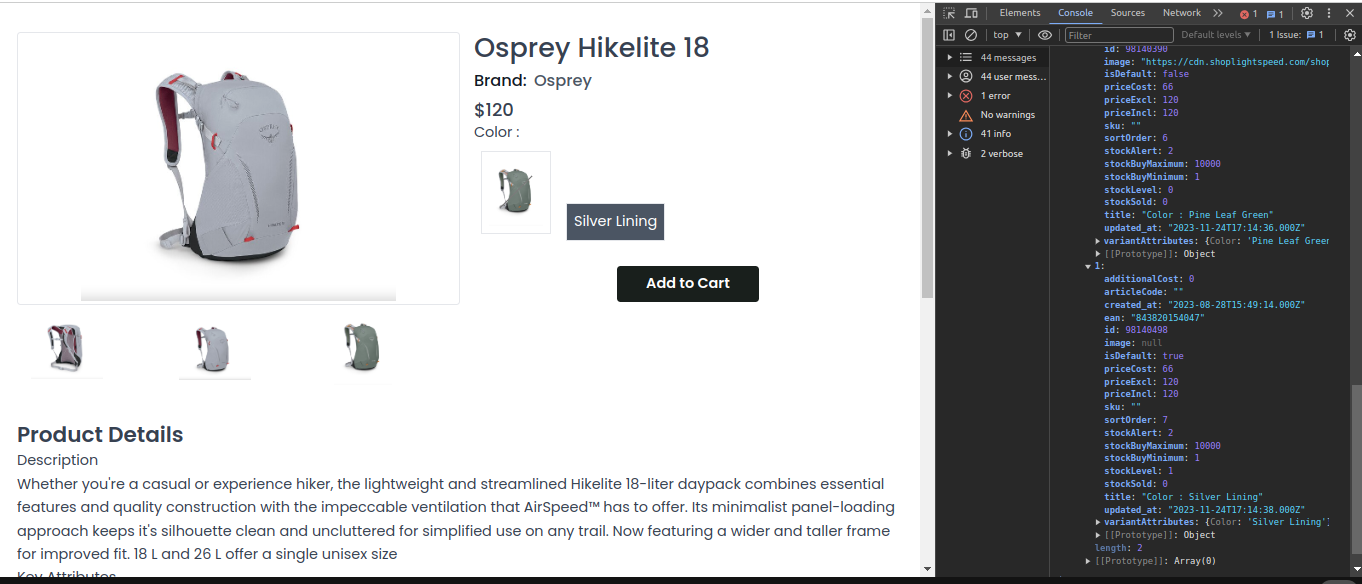 Osprey Hikelite 18
Brand: Osprey
$120
Color :
Silver Lining
Add to Cart
Product Details
Description
Whether you're a casual or experience hiker, the lightweight and streamlined Hikelite 18-liter daypack combines essential
features and quality construction with the impeccable ventilation that AirSpeed™ has to offer. Its minimalist panel-loading
approach keeps it's silhouette clean and uncluttered for simplified use on any trail. Now featuring a wider and taller frame
for improved fit. 18 L and 26 L offer a single unisex size
Key Attributes
Elements Console Sources Network 1 1
top Filter Default levels 1 Issue: 1
44 messages
44 user mess...
1 error
No warnings
41 info
2 verbose
id: 98140390
image: "https://cdn.shoplightspeed.com/shop
isDefault: false
priceCost: 66
priceExcl: 120
priceIncl: 120
sku: ""
sortOrder: 6
stockAlert: 2
stockBuyMaximum: 10000
stockBuyMinimum: 1
stockLevel: 0
stockSold: 0
title: "Color : Pine Leaf Green"
updated_at: "2023-11-24T17:14:36.000Z"
variantAttributes: {Color: 'Pine Leaf Green
[[Prototype]]: Object
1:
additionalCost: 0
articleCode: ""
created_at: "2023-08-28T15:49:14.000Z"
ean: "843820154047"
id: 98140498
image: null
isDefault: true
priceCost: 66
priceExcl: 120
priceIncl: 120
sku: ""
sortOrder: 7
stockAlert: 2
stockBuyMaximum: 10000
stockBuyMinimum: 1
stockLevel: 1
stockSold: 0
title: "Color : Silver Lining"
updated_at: "2023-11-24T17:14:38.000Z"
variantAttributes: {Color: 'Silver Lining'}
[[Prototype]]: Object
length: 2
[[Prototype]]: Array(0)